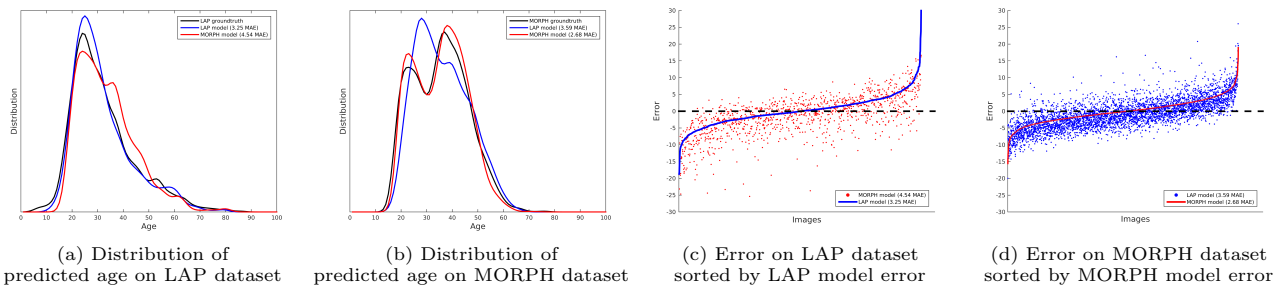 LAP groundtruth
LAP model (3.25 MAE)
MORPH model (4.54 MAE)
Distribution
0 10 20 30 40 50 60 70 80 90 100
Age
(a) Distribution of
predicted age on LAP dataset
MORPH groundtruth
LAP model (3.59 MAE)
MORPH model (2.68 MAE)
Distribution
0 10 20 30 40 50 60 70 80 90 100
Age
(b) Distribution of
predicted age on MORPH dataset
30
25
20
15
10
5
0
-5
-10
-15
-20
-25
-30
Error
MORPH model (4.54 MAE)
LAP model (3.25 MAE)
Images
(c) Error on LAP dataset
sorted by LAP model error
30
25
20
15
10
5
0
-5
-10
-15
-20
-25
-30
Error
LAP model (3.59 MAE)
MORPH model (2.68 MAE)
Images
(d) Error on MORPH dataset
sorted by MORPH model error